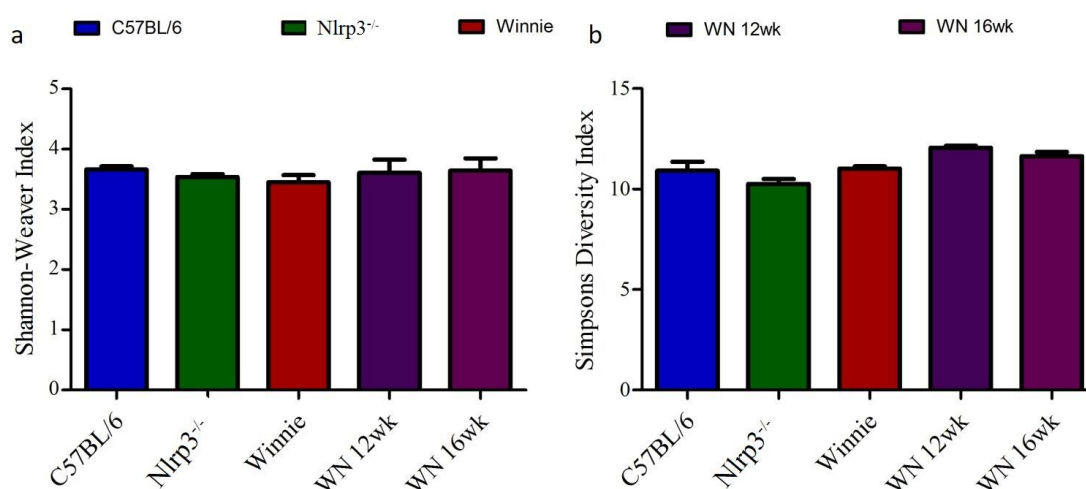 a C57BL/6 Nlrp3-/- Winnie b WN 12wk WN 16wk
Shannon-Weaver Index
5
4
3
2
1
0
C57BL/6
Nlrp3-/-
Winnie
WN 12wk
WN 16wk
Simpsons Diversity Index
15
10
5
0
C57BL/6
Nlrp3-/-
Winnie
WN 12wk
WN 16wk